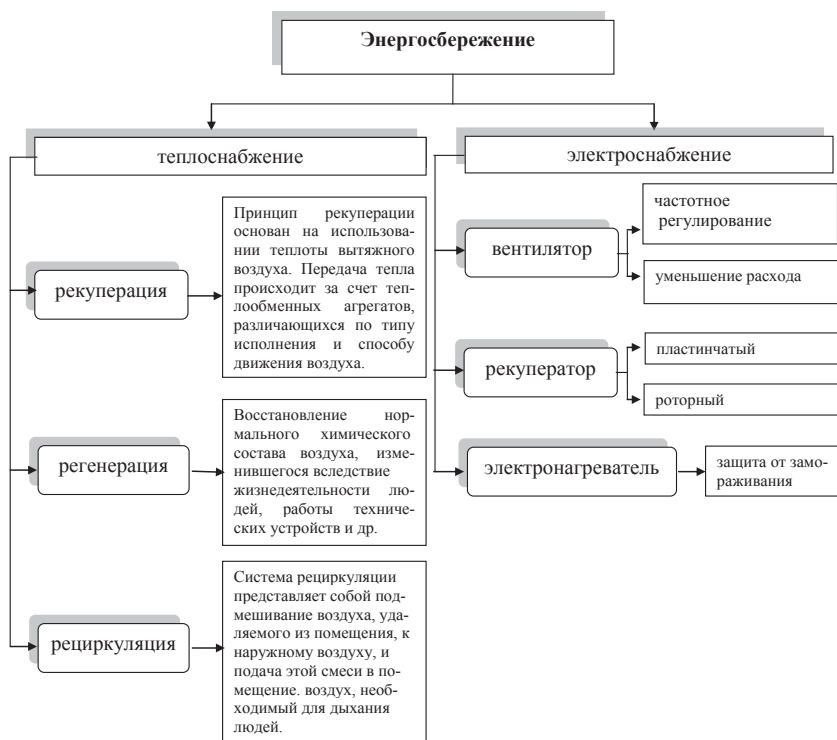 Энергосбережение
теплоснабжение
рекуперация
Принцип рекуперации
основан на использова-
нии теплоты вытяжного
воздуха. Передача тепла
происходит за счет теп-
лообменных агрегатов,
различающихся по типу
исполнения и способу
движения воздуха.
регенерация
Восстановление нор-
мального химического
состава воздуха, изме-
нившегося вследствие
жизнедеятельности лю-
дей, работы техниче-
ских устройств и др.
рециркуляция
Система рециркуляции
представляет собой под-
мешивание воздуха, уда-
ляемого из помещения, к
наружному воздуху, и
подача этой смеси в по-
мещение. воздух, необ-
ходимый для дыхания
людей.
электроснабжение
вентилятор
частотное
регулирование
уменьшение расхода
рекуператор
пластинчатый
роторный
электронагреватель
защита от замо-
раживания